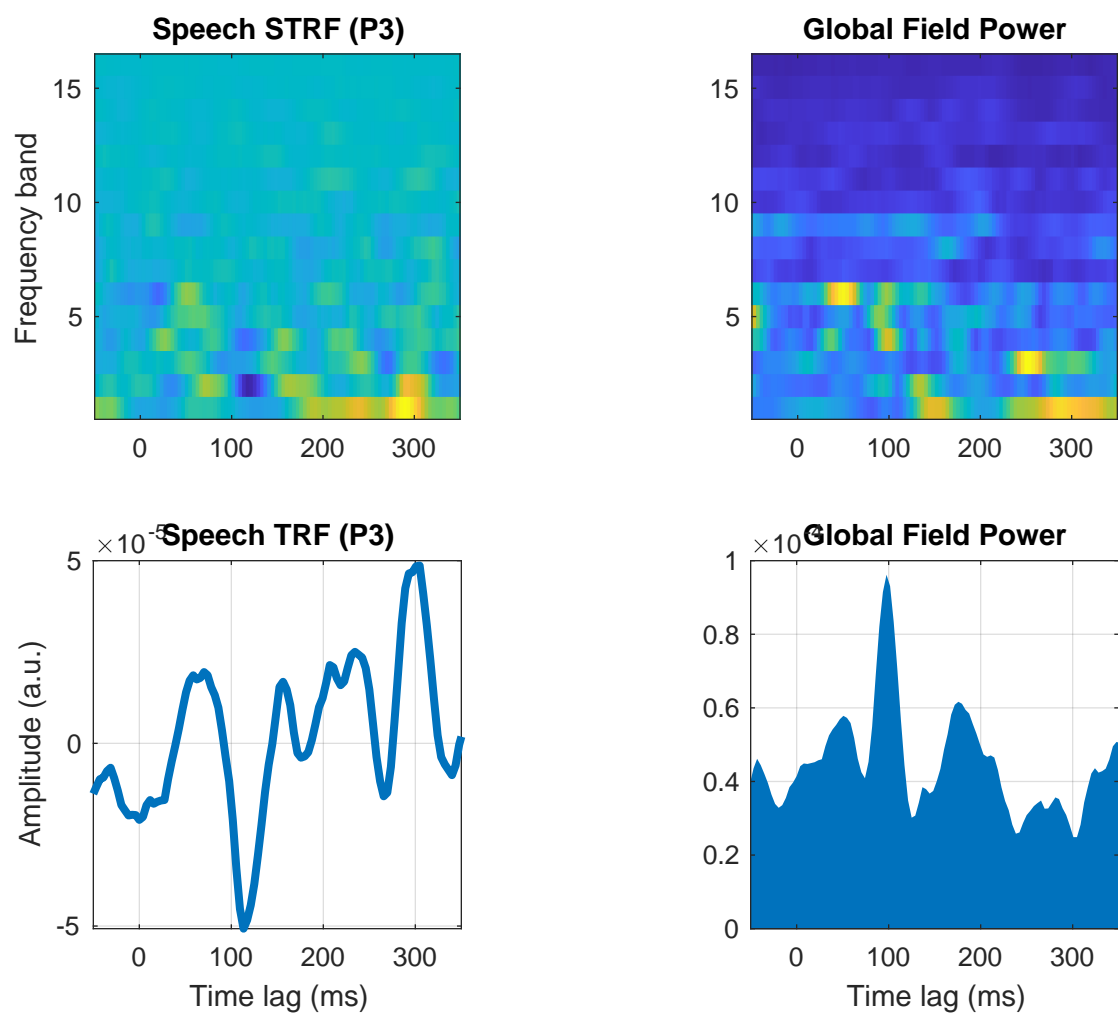 Speech STRF (P3)
Global Field Power
Frequency band
15
10
5
0 100 200 300
15
10
5
0 100 200 300
×10-5
Speech TRF (P3)
×10-4
Global Field Power
Amplitude (a.u.)
5
0
-5
0 100 200 300
Time lag (ms)
1
0.8
0.6
0.4
0.2
0
0 100 200 300
Time lag (ms)